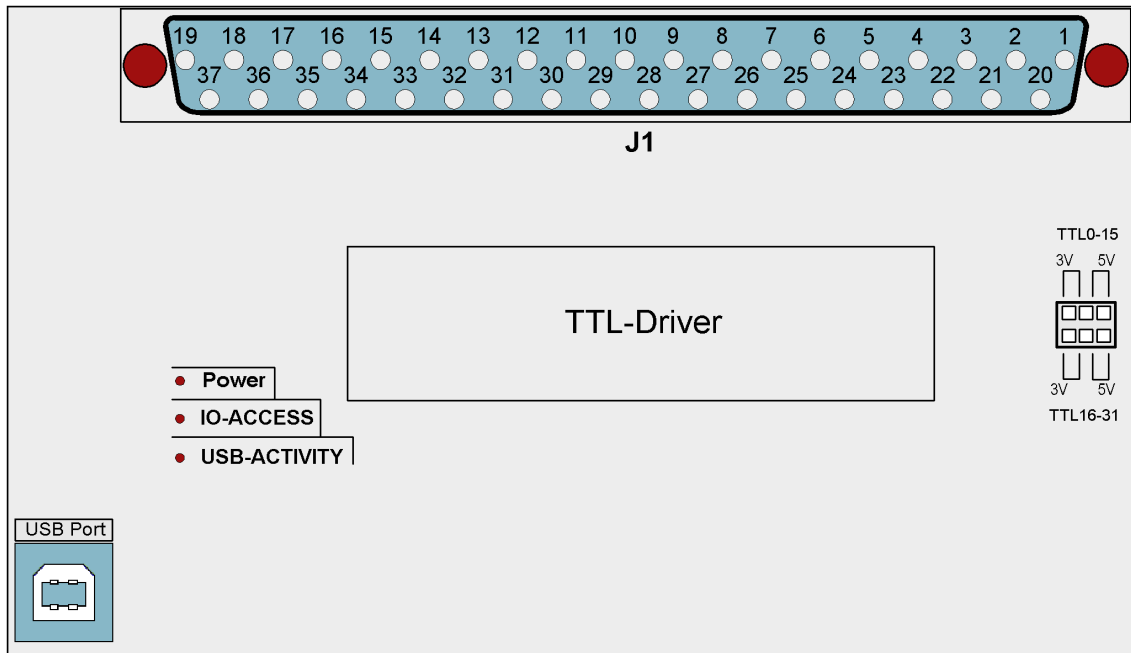 19 18 17 16 15 14 13 12 11 10 9 8 7 6 5 4 3 2 1
37 36 35 34 33 32 31 30 29 28 27 26 25 24 23 22 21 20
J1
TTL0-15
3V 5V
TTL-Driver
3V 5V
TTL16-31
Power
IO-ACCESS
USB-ACTIVITY
USB Port